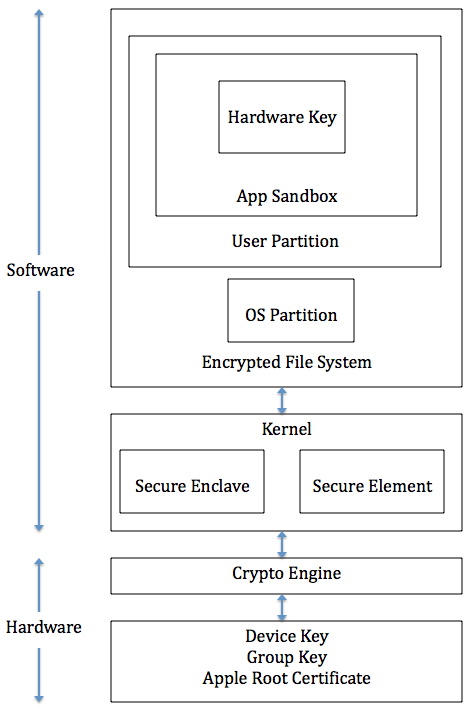 Hardware Key
App Sandbox
User Partition
Software
OS Partition
Encrypted File System
Kernel
Secure Enclave
Secure Element
Crypto Engine
Hardware
Device Key
Group Key
Apple Root Certificate